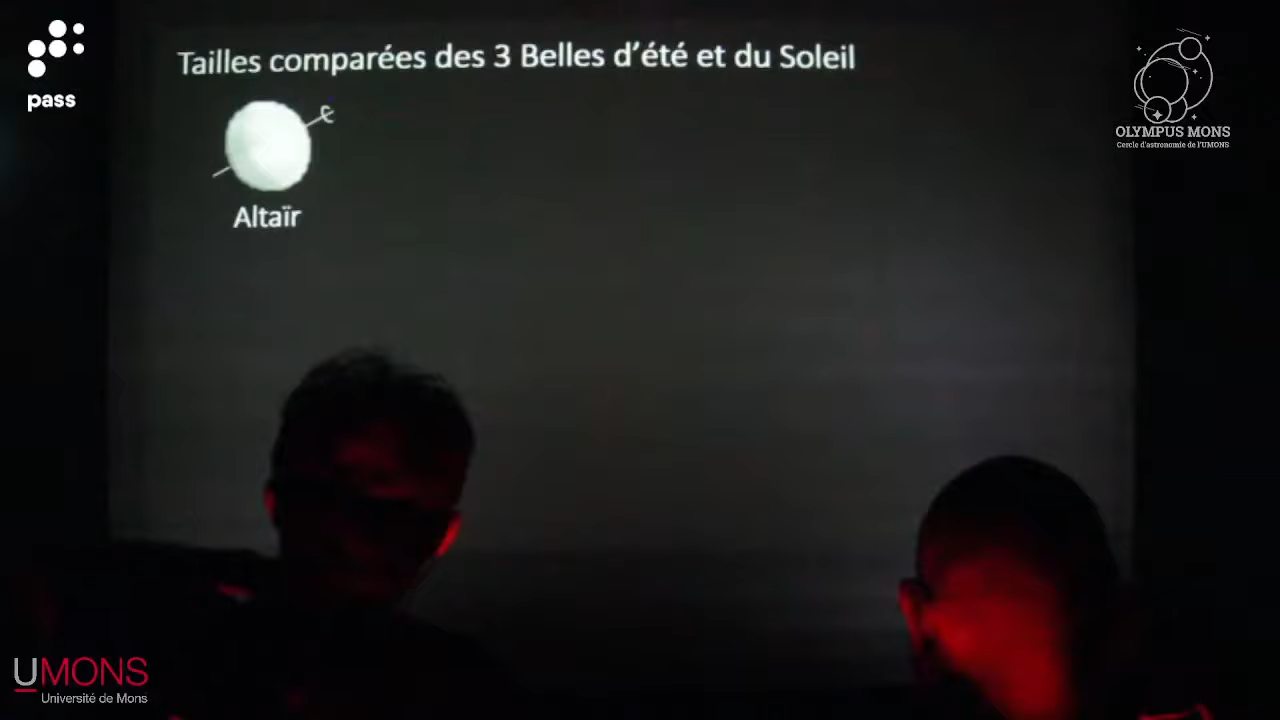 Tailles comparées des 3 Belles d'été et du Soleil
pass
OLYMPUS MONS
Cercle d'astronomie de l'UMONS
Altaïr
UMONS
Université de Mons